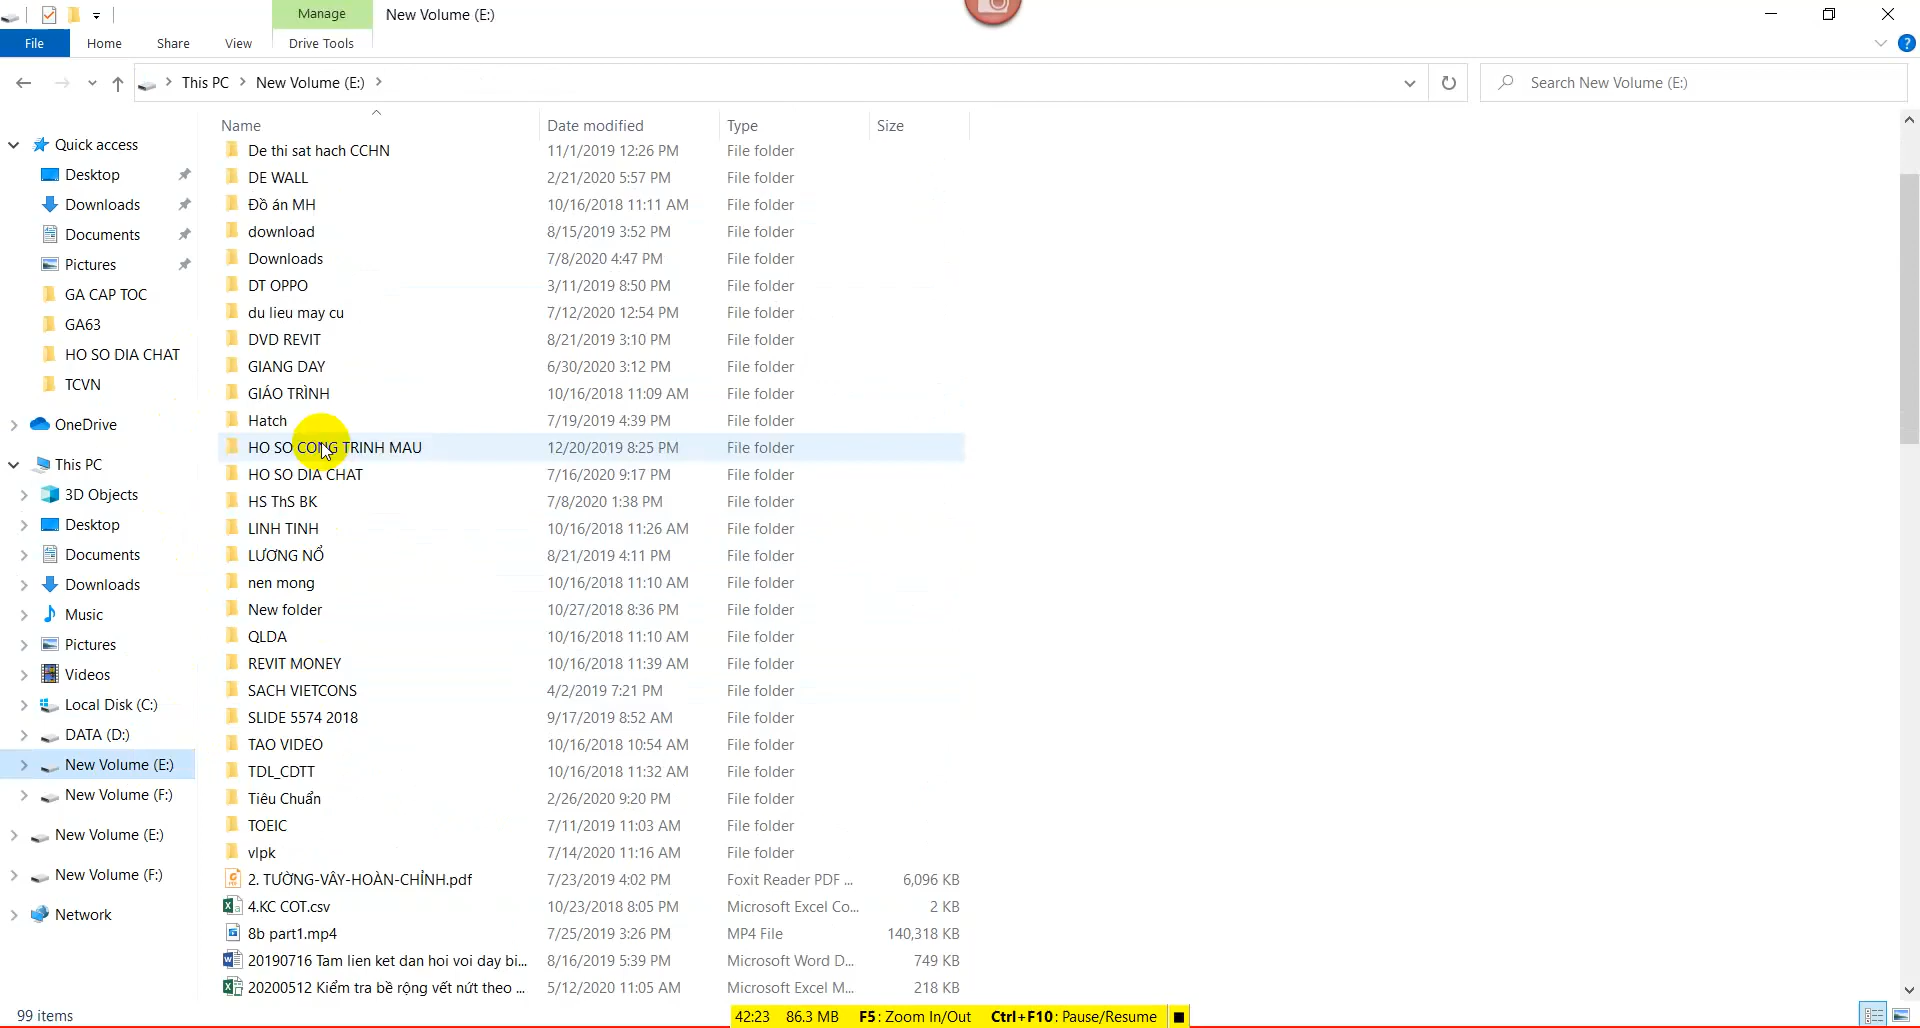 Manage
New Volume (E:)
File
Home
Share
View
Drive Tools
This PC
New Volume (E:)
Search New Volume (E:)
Name
Date modified
Type
Size
Quick access
Desktop
Downloads
Documents
Pictures
GA CAP TOC
GA63
HO SO DIA CHAT
TCVN
OneDrive
This PC
3D Objects
Desktop
Documents
Downloads
Music
Pictures
Videos
Local Disk (C:)
DATA (D:)
New Volume (E:)
New Volume (F:)
New Volume (E:)
New Volume (F:)
Network
De thi sat hach CCHN 11/1/2019 12:26 PM File folder
DE WALL 2/21/2020 5:57 PM File folder
Đồ án MH 10/16/2018 11:11 AM File folder
download 8/15/2019 3:52 PM File folder
Downloads 7/8/2020 4:47 PM File folder
DT OPPO 3/11/2019 8:50 PM File folder
du lieu may cu 7/12/2020 12:54 PM File folder
DVD REVIT 8/21/2019 3:10 PM File folder
GIANG DAY 6/30/2020 3:12 PM File folder
GIÁO TRÌNH 10/16/2018 11:09 AM File folder
Hatch 7/19/2019 4:39 PM File folder
HO SO CONG TRINH MAU 12/20/2019 8:25 PM File folder
HO SO DIA CHAT 7/16/2020 9:17 PM File folder
HS ThS BK 7/8/2020 1:38 PM File folder
LINH TINH 10/16/2018 11:26 AM File folder
LƯƠNG NỔ 8/21/2019 4:11 PM File folder
nen mong 10/16/2018 11:10 AM File folder
New folder 10/27/2018 8:36 PM File folder
QLDA 10/16/2018 11:10 AM File folder
REVIT MONEY 10/16/2018 11:39 AM File folder
SACH VIETCONS 4/2/2019 7:21 PM File folder
SLIDE 5574 2018 9/17/2019 8:52 AM File folder
TAO VIDEO 10/16/2018 10:54 AM File folder
TDL_CDTT 10/16/2018 11:32 AM File folder
Tiêu Chuẩn 2/26/2020 9:20 PM File folder
TOEIC 7/11/2019 11:03 AM File folder
vlpk 7/14/2020 11:16 AM File folder
2. TƯỜNG-VÂY-HOÀN-CHỈNH.pdf 7/23/2019 4:02 PM Foxit Reader PDF ... 6,096 KB
4.KC COT.csv 10/23/2018 8:05 PM Microsoft Excel Co... 2 KB
8b part1.mp4 7/25/2019 3:26 PM MP4 File 140,318 KB
20190716 Tam lien ket dan hoi voi day bi... 8/16/2019 5:39 PM Microsoft Word D... 749 KB
20200512 Kiểm tra bề rộng vết nứt theo ... 5/12/2020 11:05 AM Microsoft Excel M... 218 KB
99 items
42:23 86.3 MB F5: Zoom In/Out Ctrl+F10: Pause/Resume